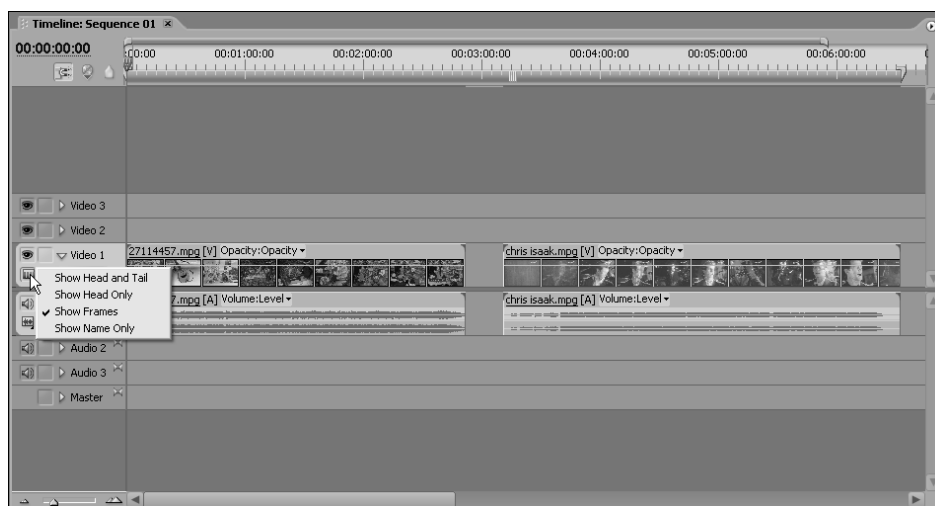 Timeline: Sequence 01
00:00:00:00
:00:00 00:01:00:00 00:02:00:00 00:03:00:00 00:04:00:00 00:05:00:00 00:06:00:00
Video 3
Video 2
Video 1
27114457.mpg [V] Opacity:Opacity
chris isaak.mpg [V] Opacity:Opacity
Show Head and Tail
Show Head Only
Show Frames
Show Name Only
7.mpg [A] Volume:Level
chris isaak.mpg [A] Volume:Level
Audio 2
Audio 3
Master